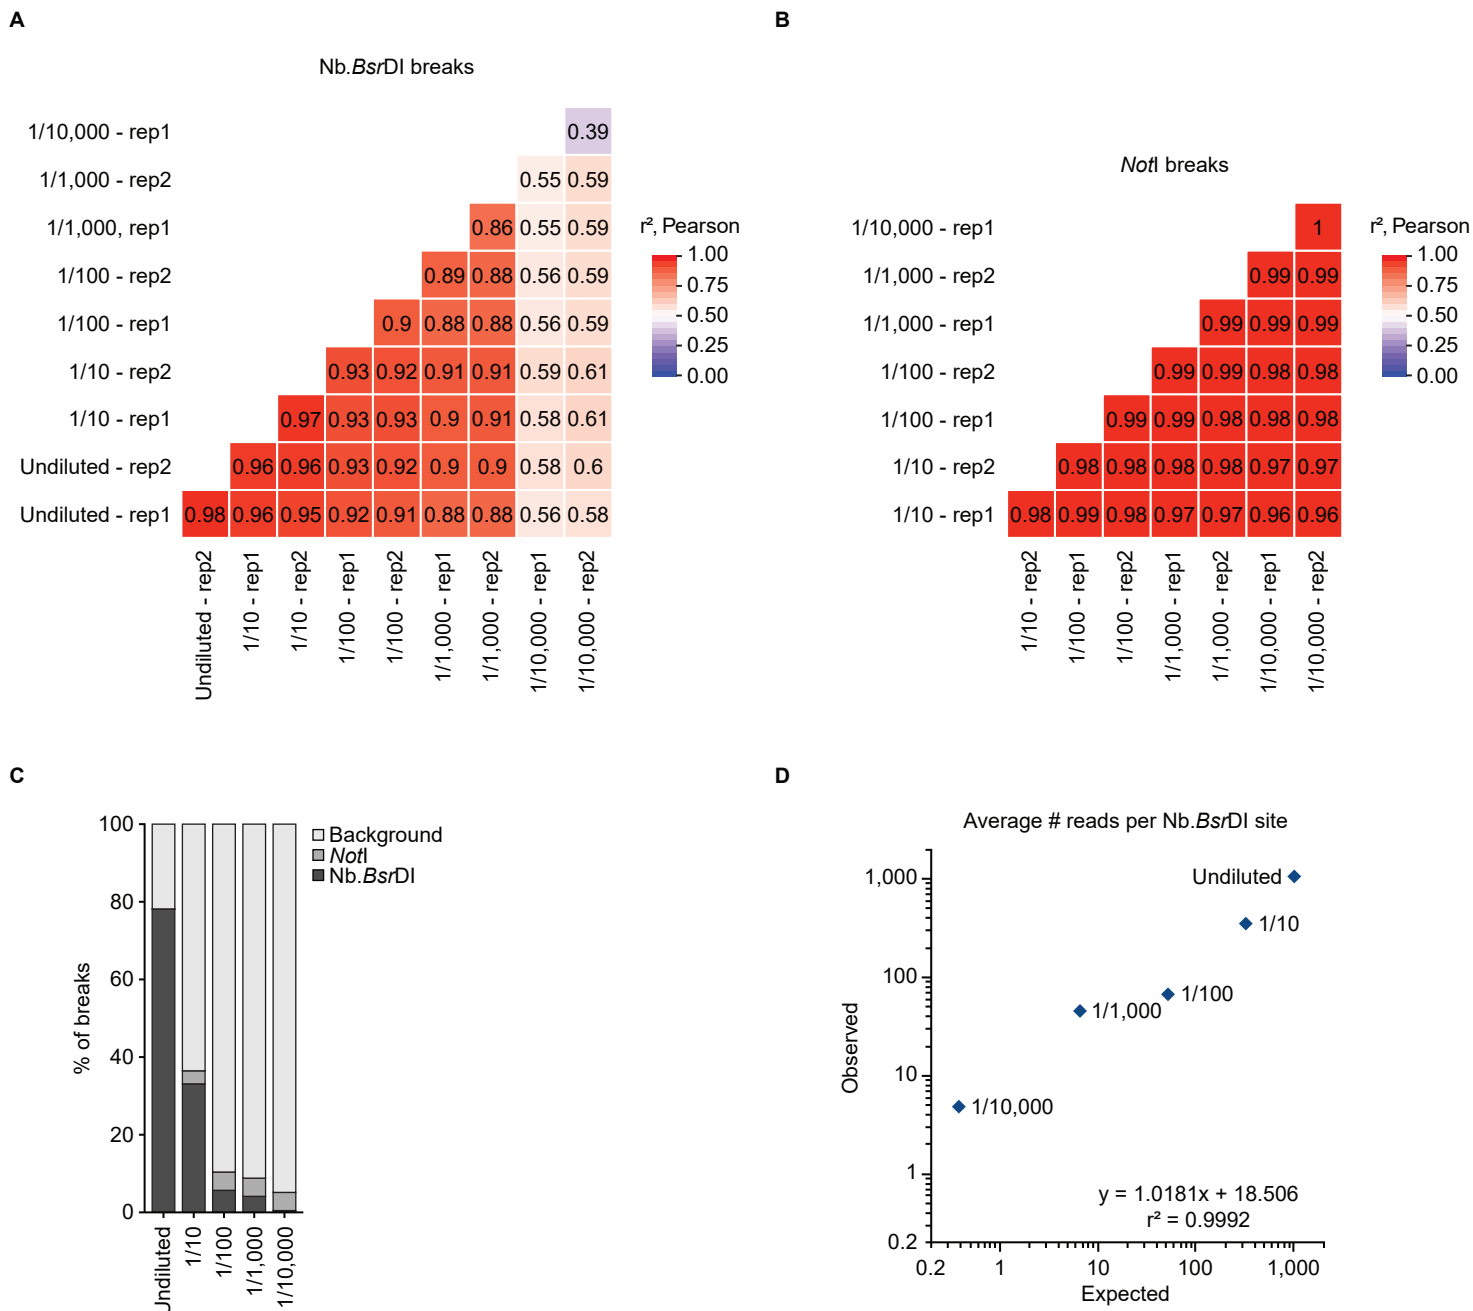 A
Nb.BsrDI breaks
1/10,000 - rep1
0.39
1/1,000 - rep2
0.55 0.59
1/1,000, rep1
0.86 0.55 0.59
1/100 - rep2
0.89 0.88 0.56 0.59
1/100 - rep1
0.9 0.88 0.88 0.56 0.59
1/10 - rep2
0.93 0.92 0.91 0.91 0.59 0.61
1/10 - rep1
0.97 0.93 0.93 0.9 0.91 0.58 0.61
Undiluted - rep2
0.96 0.96 0.93 0.92 0.9 0.9 0.58 0.6
Undiluted - rep1
0.98 0.96 0.95 0.92 0.91 0.88 0.88 0.56 0.58
Undiluted - rep2
1/10 - rep1
1/10 - rep2
1/100 - rep1
1/100 - rep2
1/1,000 - rep1
1/1,000 - rep2
1/10,000 - rep1
1/10,000 - rep2
r², Pearson
1.00
0.75
0.50
0.25
0.00
B
NotI breaks
1/10,000 - rep1
1
1/1,000 - rep2
0.99 0.99
1/1,000 - rep1
0.99 0.99 0.99
1/100 - rep2
0.99 0.99 0.98 0.98
1/100 - rep1
0.99 0.99 0.98 0.98 0.98
1/10 - rep2
0.98 0.98 0.98 0.98 0.97 0.97
1/10 - rep1
0.98 0.99 0.98 0.97 0.97 0.96 0.96
1/10 - rep2
1/100 - rep1
1/100 - rep2
1/1,000 - rep1
1/1,000 - rep2
1/10,000 - rep1
1/10,000 - rep2
r², Pearson
1.00
0.75
0.50
0.25
0.00
C
% of breaks
100
80
60
40
20
0
Undiluted
1/10
1/100
1/1,000
1/10,000
Background
NotI
Nb.BsrDI
D
Average # reads per Nb.BsrDI site
Observed
1,000
100
10
1
0.2
Undiluted
1/10
1/100
1/1,000
1/10,000
y = 1.0181x + 18.506
r² = 0.9992
0.2 1 10 100 1,000
Expected